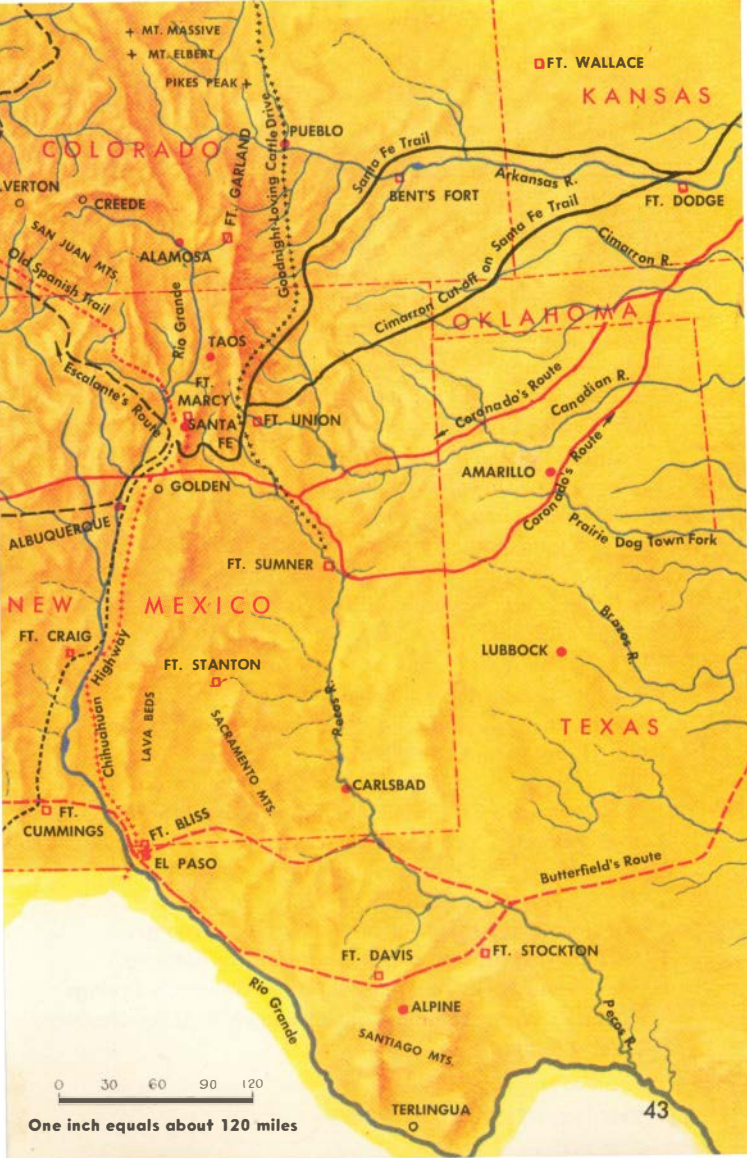 MT. MASSIVE
MT. ELBERT
PIKES PEAK
FT. WALLACE
KANSAS
COLORADO
PUEBLO
Goodnight-Loving Cattle Drive
FT. GARLAND
Santa Fe Trail
Arkansas R.
BENT'S FORT
FT. DODGE
LVERTON
CREEDE
SAN JUAN MTS.
ALAMOSA
Old Spanish Trail
Rio Grande
Cimarron Cut-off on Santa Fe Trail
Cimarron R.
OKLAHOMA
TAOS
Escalante's Route
FT.
MARCY
SANTA
FE
FT. UNION
Coronado's Route
Canadian R.
AMARILLO
Coronado's Route
GOLDEN
ALBUQUERQUE
Prairie Dog Town Fork
FT. SUMNER
NEW MEXICO
FT. CRAIG
Chihuahuan Highway
FT. STANTON
LAVA BEDS
SACRAMENTO MTS.
Pecos R.
Brazos R.
LUBBOCK
TEXAS
CARLSBAD
FT.
CUMMINGS
FT. BLISS
EL PASO
Butterfield's Route
FT. DAVIS
FT. STOCKTON
Rio Grande
ALPINE
SANTIAGO MTS.
Pecos R.
TERLINGUA
0 30 60 90 120
One inch equals about 120 miles
43